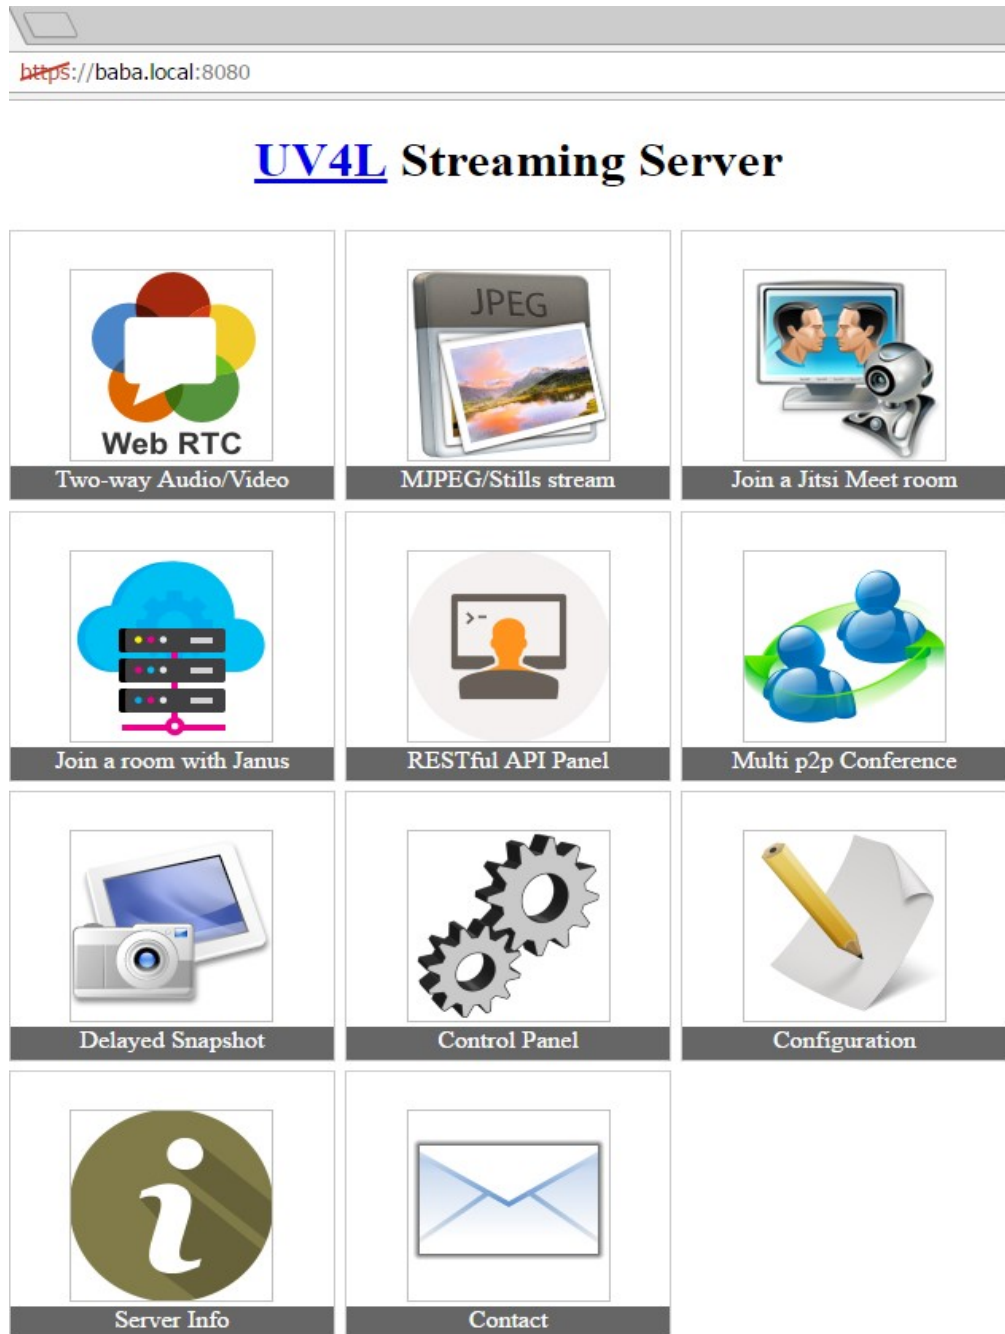 https://baba.local:8080
UV4L Streaming Server
Web RTC
Two-way Audio/Video
JPEG
MJPEG/Stills stream
Join a Jitsi Meet room
Join a room with Janus
>-
RESTful API Panel
Multi p2p Conference
Delayed Snapshot
Control Panel
Configuration
i
Server Info
Contact